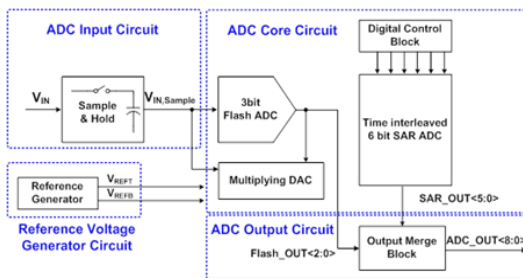 ADC Input Circuit
ADC Core Circuit
Digital Control
Block
VIN
Sample
& Hold
VIN,Sample
3bit
Flash ADC
Time interleaved
6 bit SAR ADC
Multiplying DAC
Reference
Generator
VREFT
VREFB
SAR_OUT<5:0>
Reference Voltage
Generator Circuit
ADC Output Circuit
Flash_OUT<2:0>
Output Merge
Block
ADC_OUT<8:0>